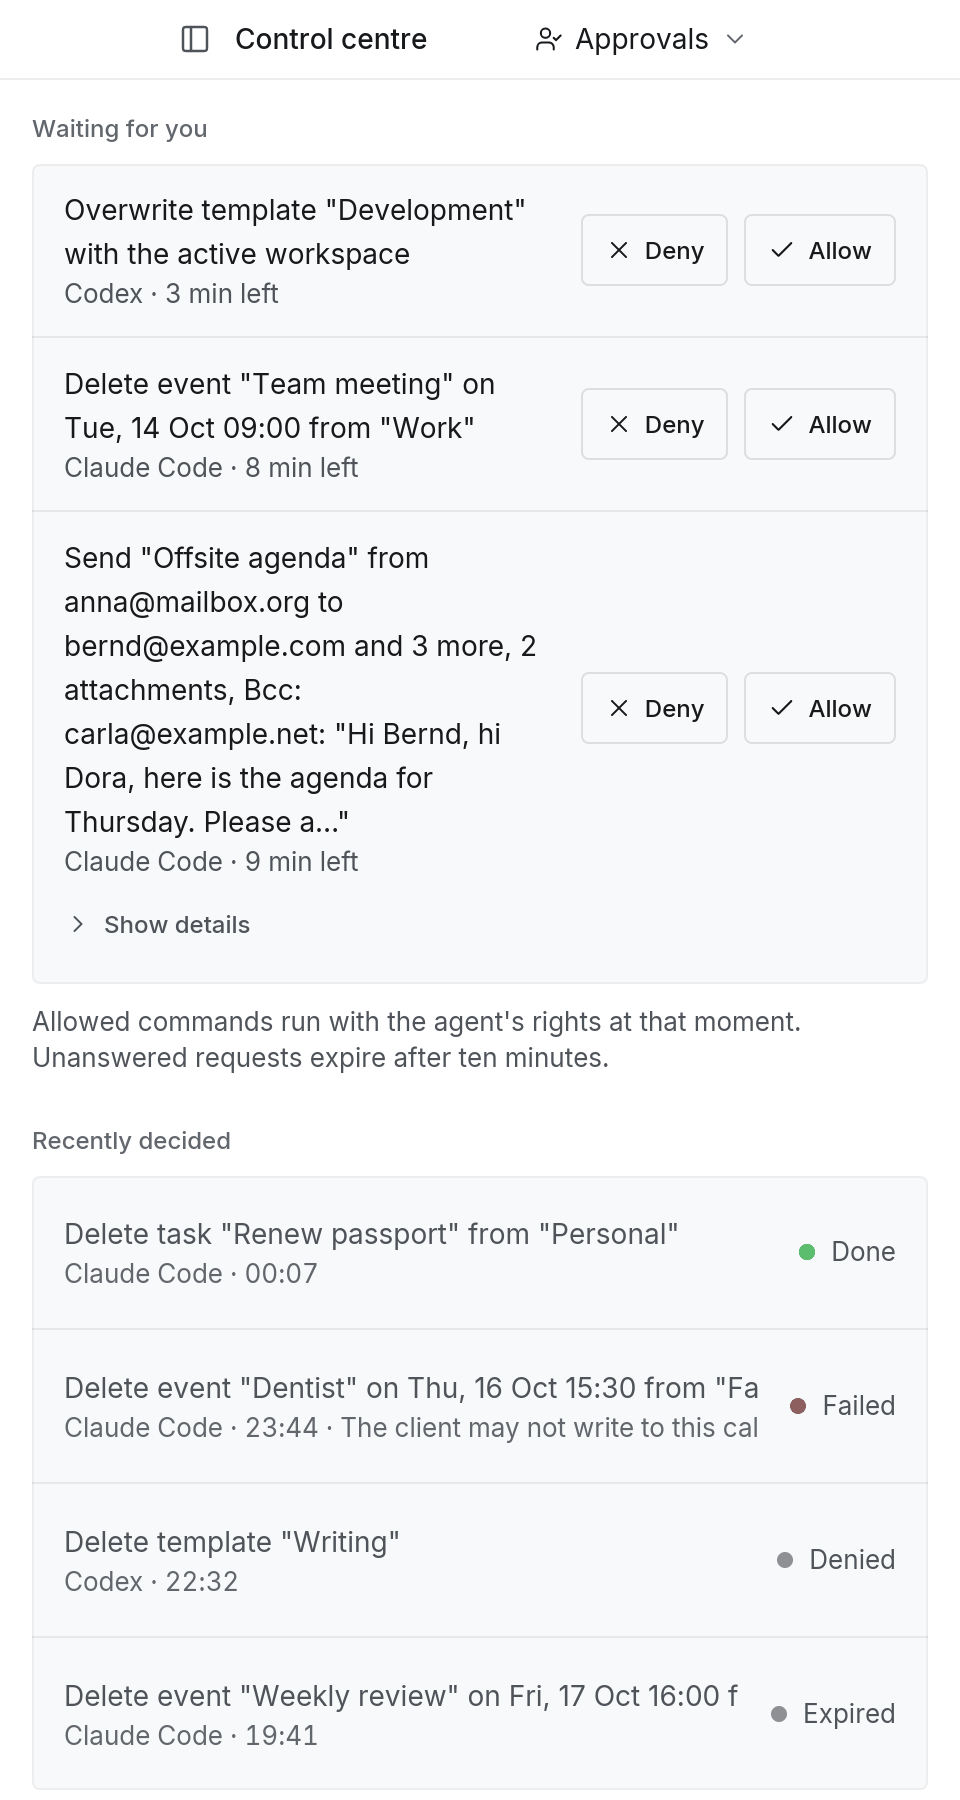 Control centre
Approvals
Waiting for you
Overwrite template "Development"
with the active workspace
Codex · 3 min left
Deny
Allow
Delete event "Team meeting" on
Tue, 14 Oct 09:00 from "Work"
Claude Code · 8 min left
Deny
Allow
Send "Offsite agenda" from
anna@mailbox.org to
bernd@example.com and 3 more, 2
attachments, Bcc:
carla@example.net: "Hi Bernd, hi
Dora, here is the agenda for
Thursday. Please a..."
Claude Code · 9 min left
Deny
Allow
Show details
Allowed commands run with the agent's rights at that moment.
Unanswered requests expire after ten minutes.
Recently decided
Delete task "Renew passport" from "Personal"
Claude Code · 00:07
Done
Delete event "Dentist" on Thu, 16 Oct 15:30 from "Fa
Claude Code · 23:44 · The client may not write to this cal
Failed
Delete template "Writing"
Codex · 22:32
Denied
Delete event "Weekly review" on Fri, 17 Oct 16:00 f
Claude Code · 19:41
Expired